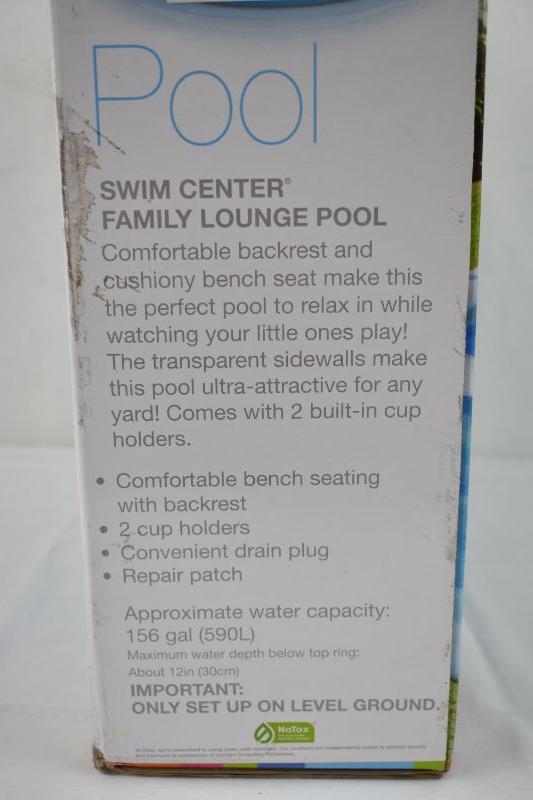 Pool
SWIM CENTER®
FAMILY LOUNGE POOL
Comfortable backrest and
cushiony bench seat make this
the perfect pool to relax in while
watching your little ones play!
The transparent sidewalls make
this pool ultra-attractive for any
yard! Comes with 2 built-in cup
holders.
• Comfortable bench seating
with backrest
• 2 cup holders
• Convenient drain plug
• Repair patch
Approximate water capacity:
156 gal (590L)
Maximum water depth below top ring:
About 12in (30cm)
IMPORTANT:
ONLY SET UP ON LEVEL GROUND.
NoTox